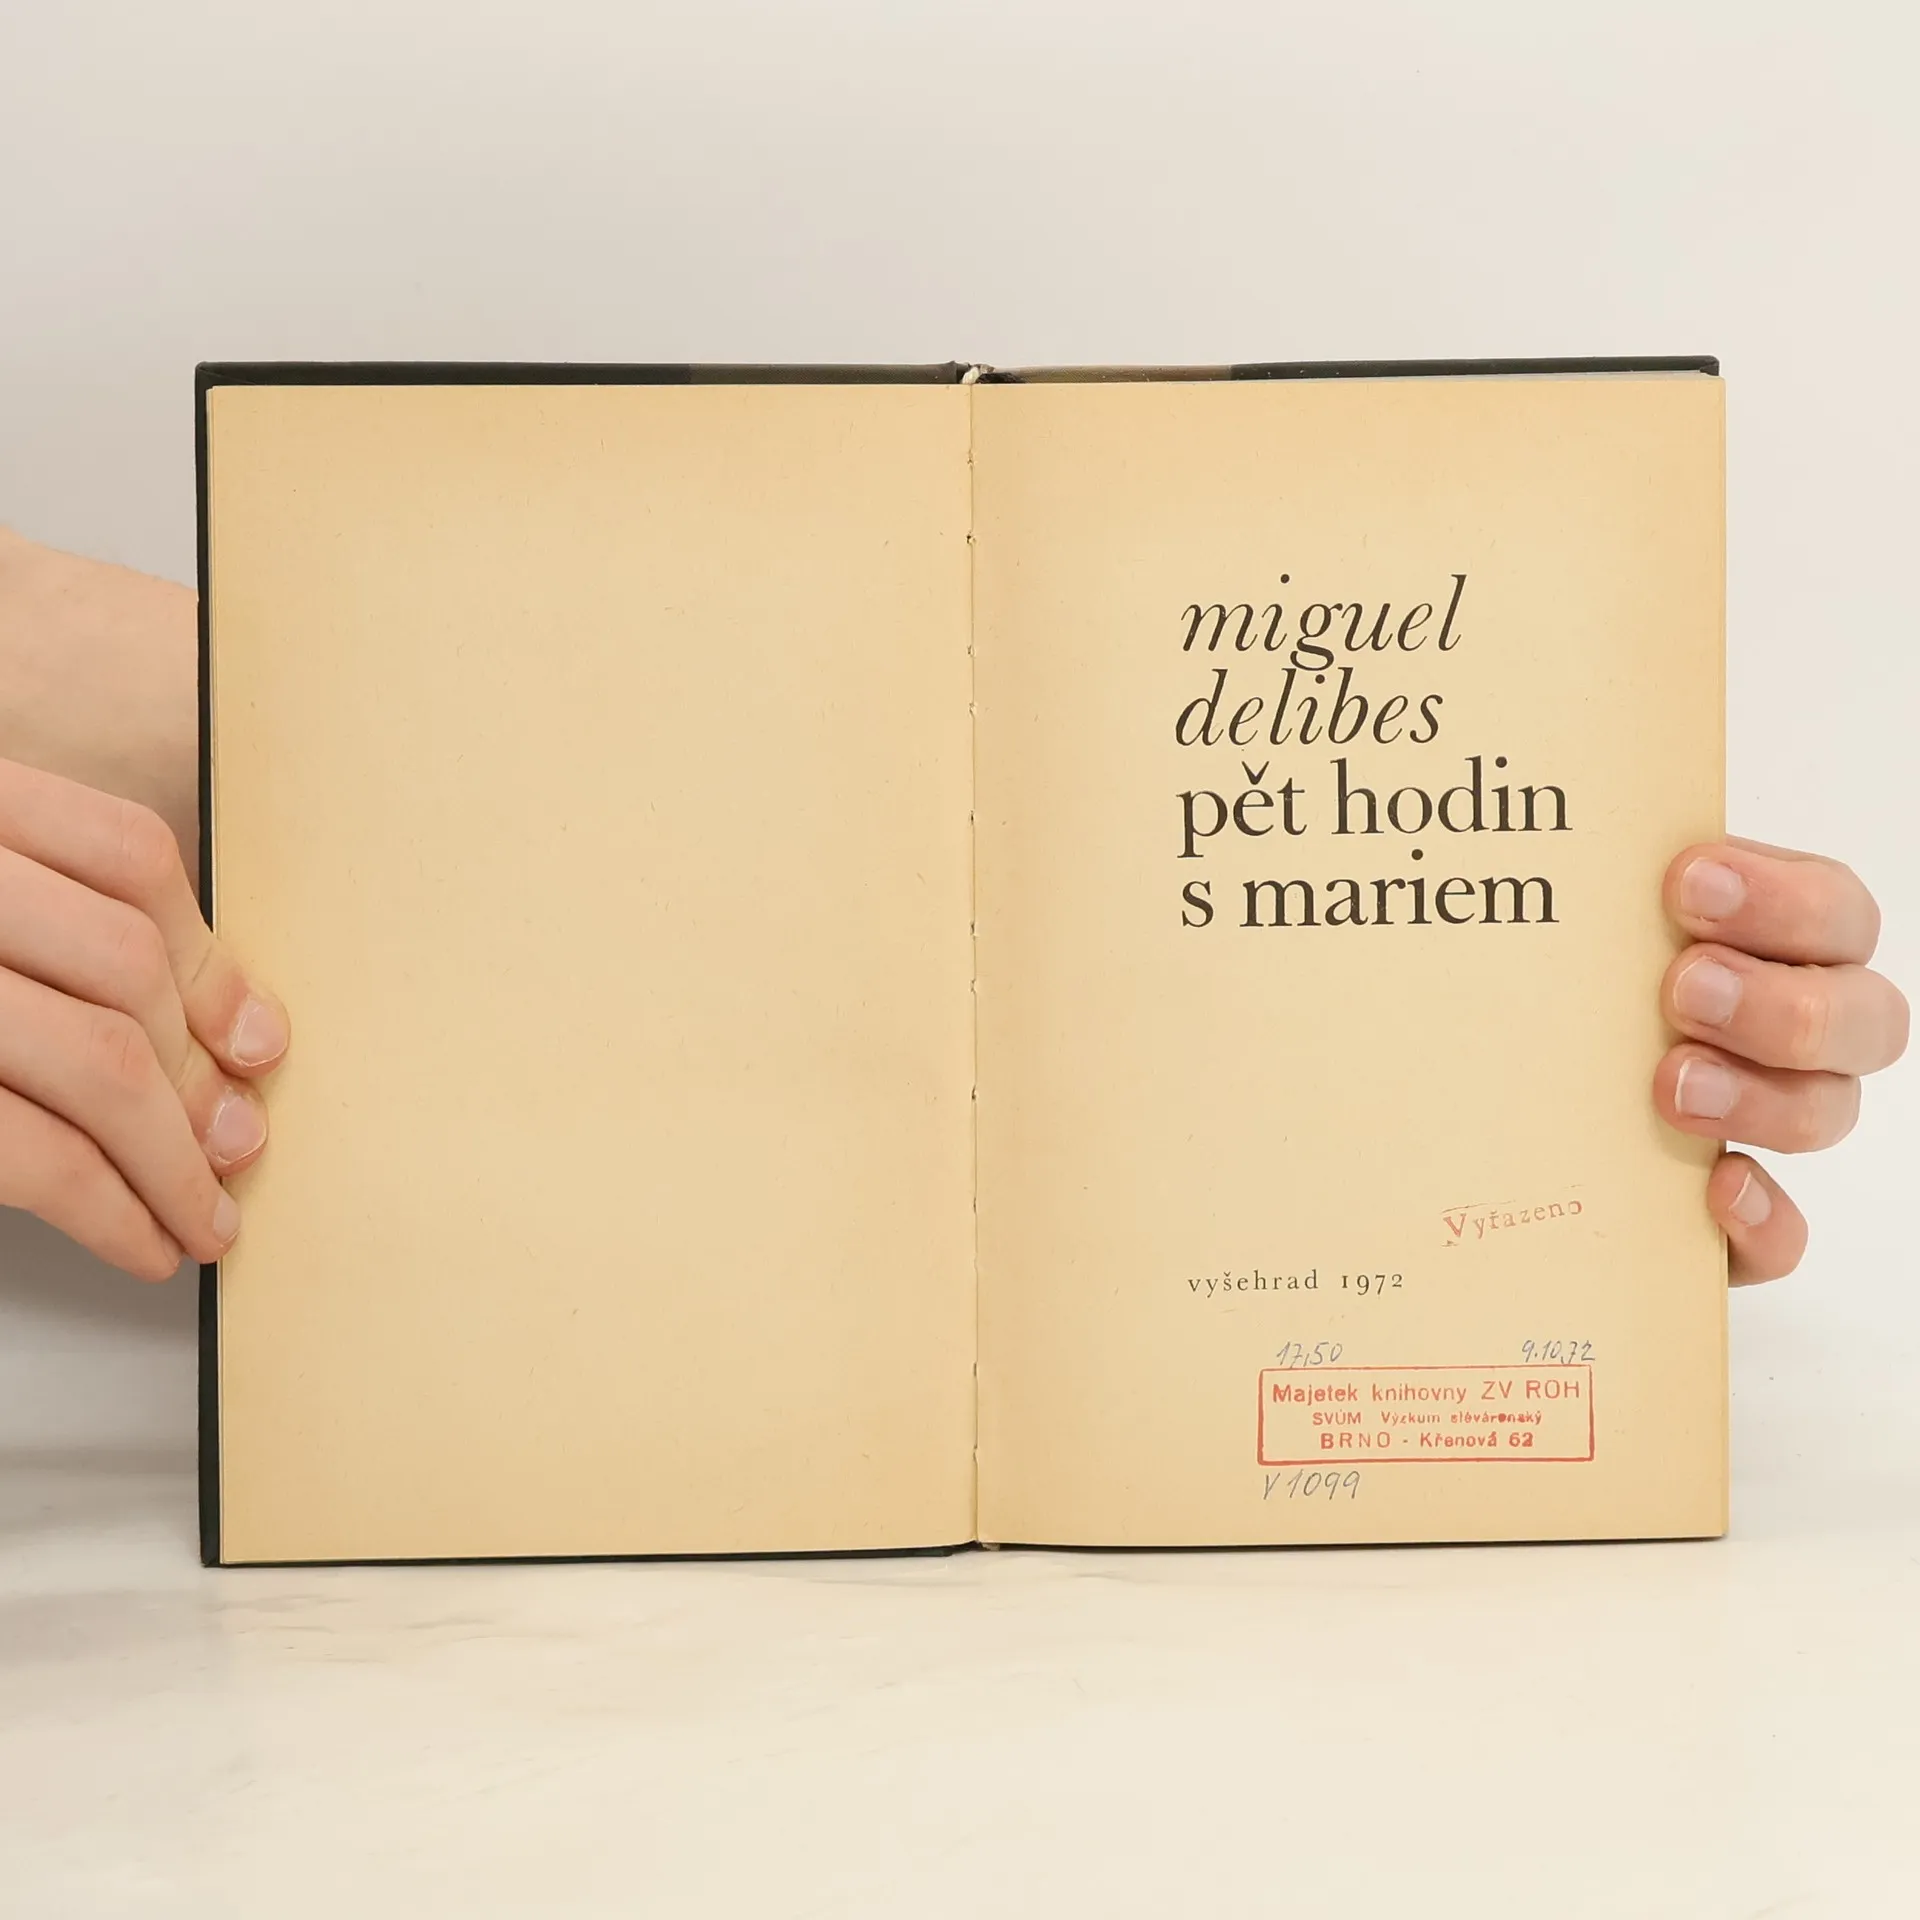 miguel
delibes
pět hodin
s mariem
Vyřazeno
vyšehrad 1972
17,50 9.10.72
Majetek knihovny ZV ROH
SVÚM Výzkum slévárenský
BRNO - Křenová 62
V 1099